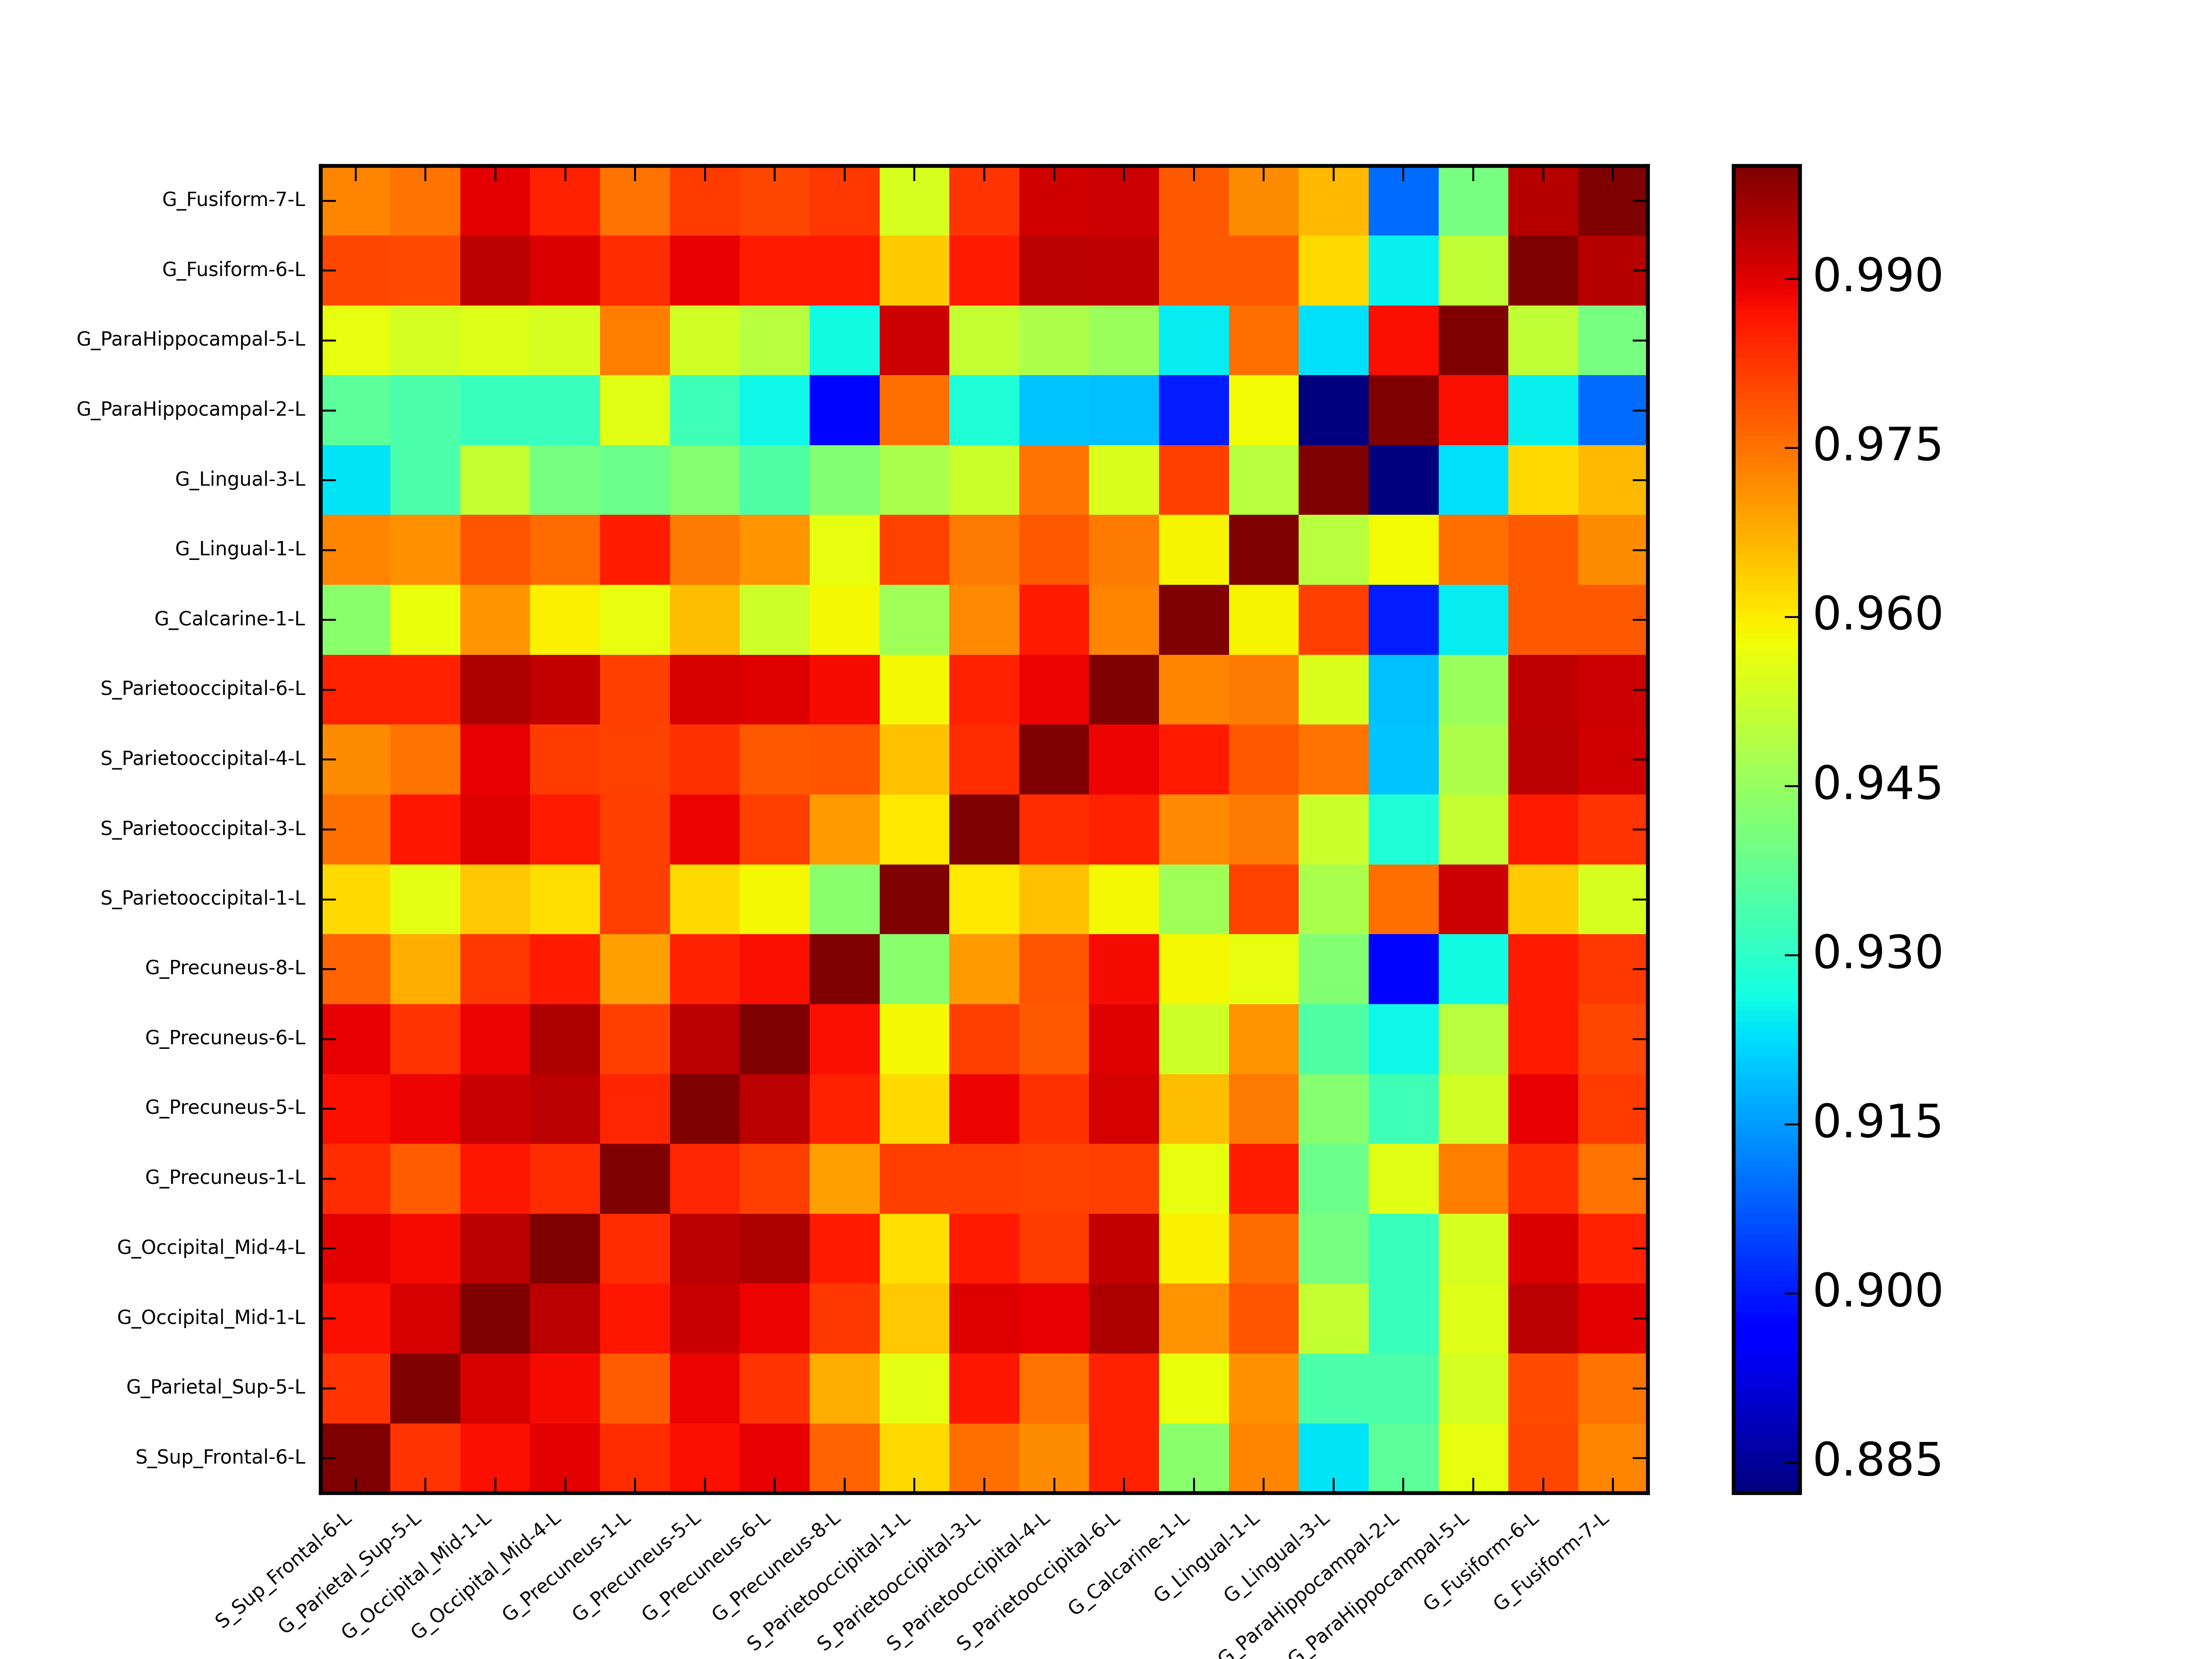 G_Fusiform-7-L
G_Fusiform-6-L
G_ParaHippocampal-5-L
G_ParaHippocampal-2-L
G_Lingual-3-L
G_Lingual-1-L
G_Calcarine-1-L
S_Parietooccipital-6-L
S_Parietooccipital-4-L
S_Parietooccipital-3-L
S_Parietooccipital-1-L
G_Precuneus-8-L
G_Precuneus-6-L
G_Precuneus-5-L
G_Precuneus-1-L
G_Occipital_Mid-4-L
G_Occipital_Mid-1-L
G_Parietal_Sup-5-L
S_Sup_Frontal-6-L
S_Sup_Frontal-6-L
G_Parietal_Sup-5-L
G_Occipital_Mid-1-L
G_Occipital_Mid-4-L
G_Precuneus-1-L
G_Precuneus-5-L
G_Precuneus-6-L
G_Precuneus-8-L
S_Parietooccipital-1-L
S_Parietooccipital-3-L
S_Parietooccipital-4-L
S_Parietooccipital-6-L
G_Calcarine-1-L
G_Lingual-1-L
G_Lingual-3-L
G_ParaHippocampal-2-L
G_ParaHippocampal-5-L
G_Fusiform-6-L
G_Fusiform-7-L
0.990
0.975
0.960
0.945
0.930
0.915
0.900
0.885